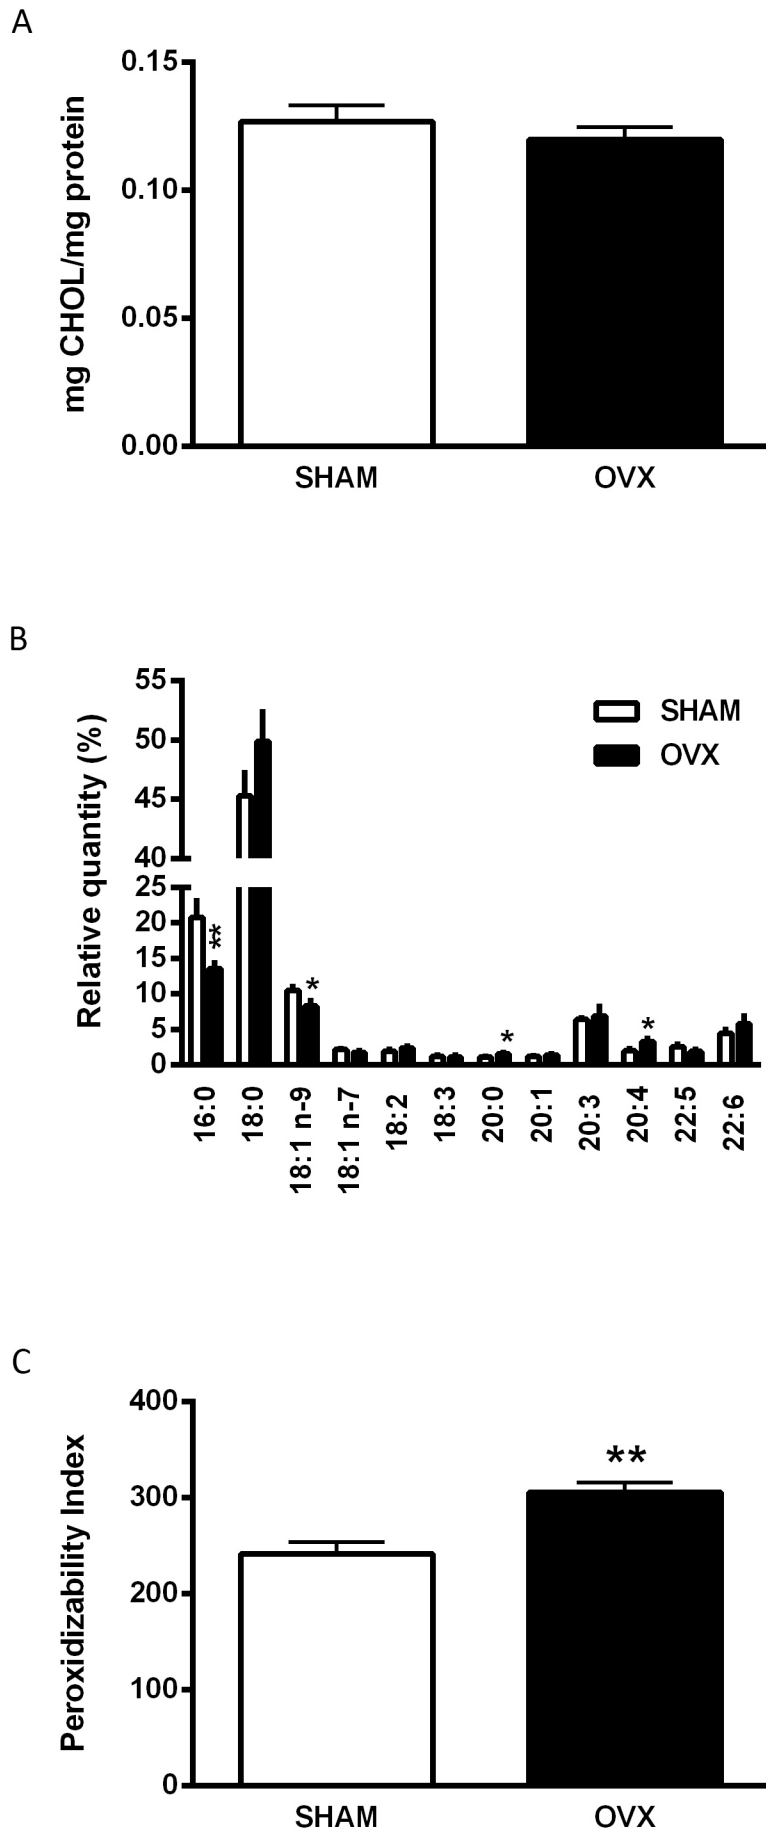 A
mg CHOL/mg protein
0.15
0.10
0.05
0.00
SHAM OVX
B
Relative quantity (%)
55
50
45
40
25
20
15
10
5
0
SHAM
OVX
**
*
*
*
16:0 18:0 18:1 n-9 18:1 n-7 18:2 18:3 20:0 20:1 20:3 20:4 22:5 22:6
C
Peroxidizability Index
400
300
200
100
0
**
SHAM OVX